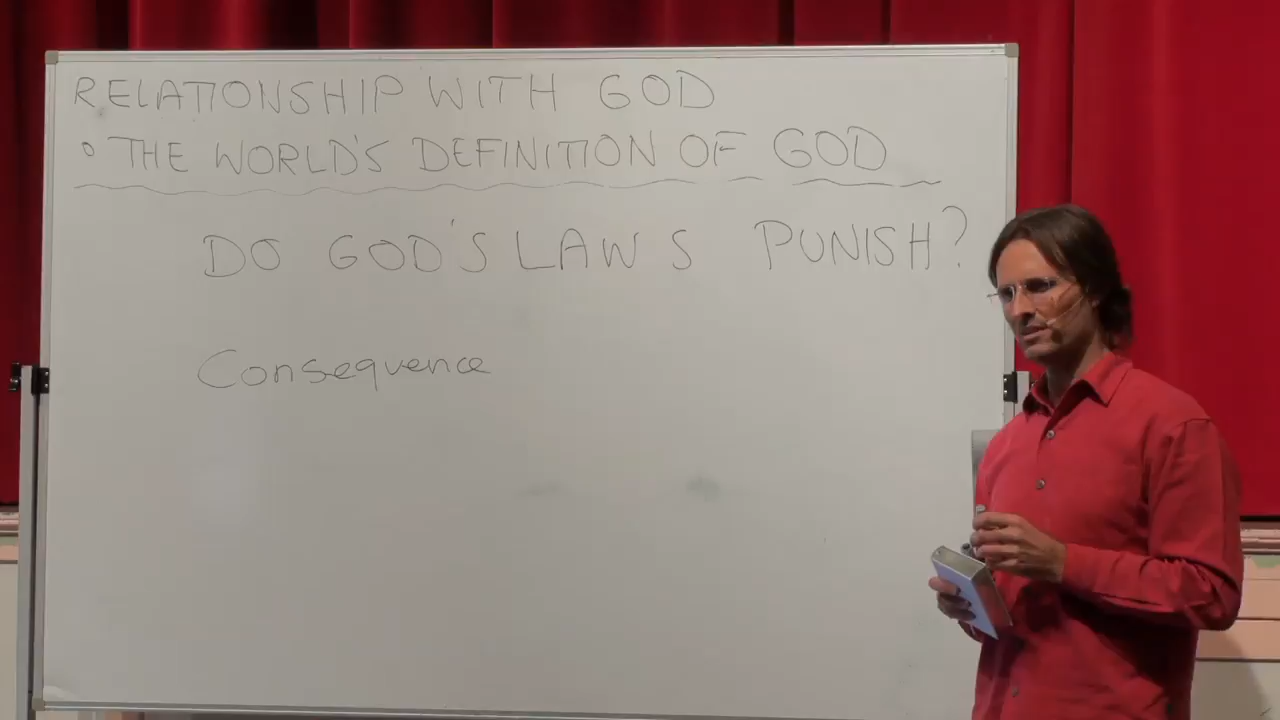 RELATIONSHIP WITH GOD
o THE WORLD'S DEFINITION OF GOD
DO GOD'S LAWS PUNISH?
Consequence